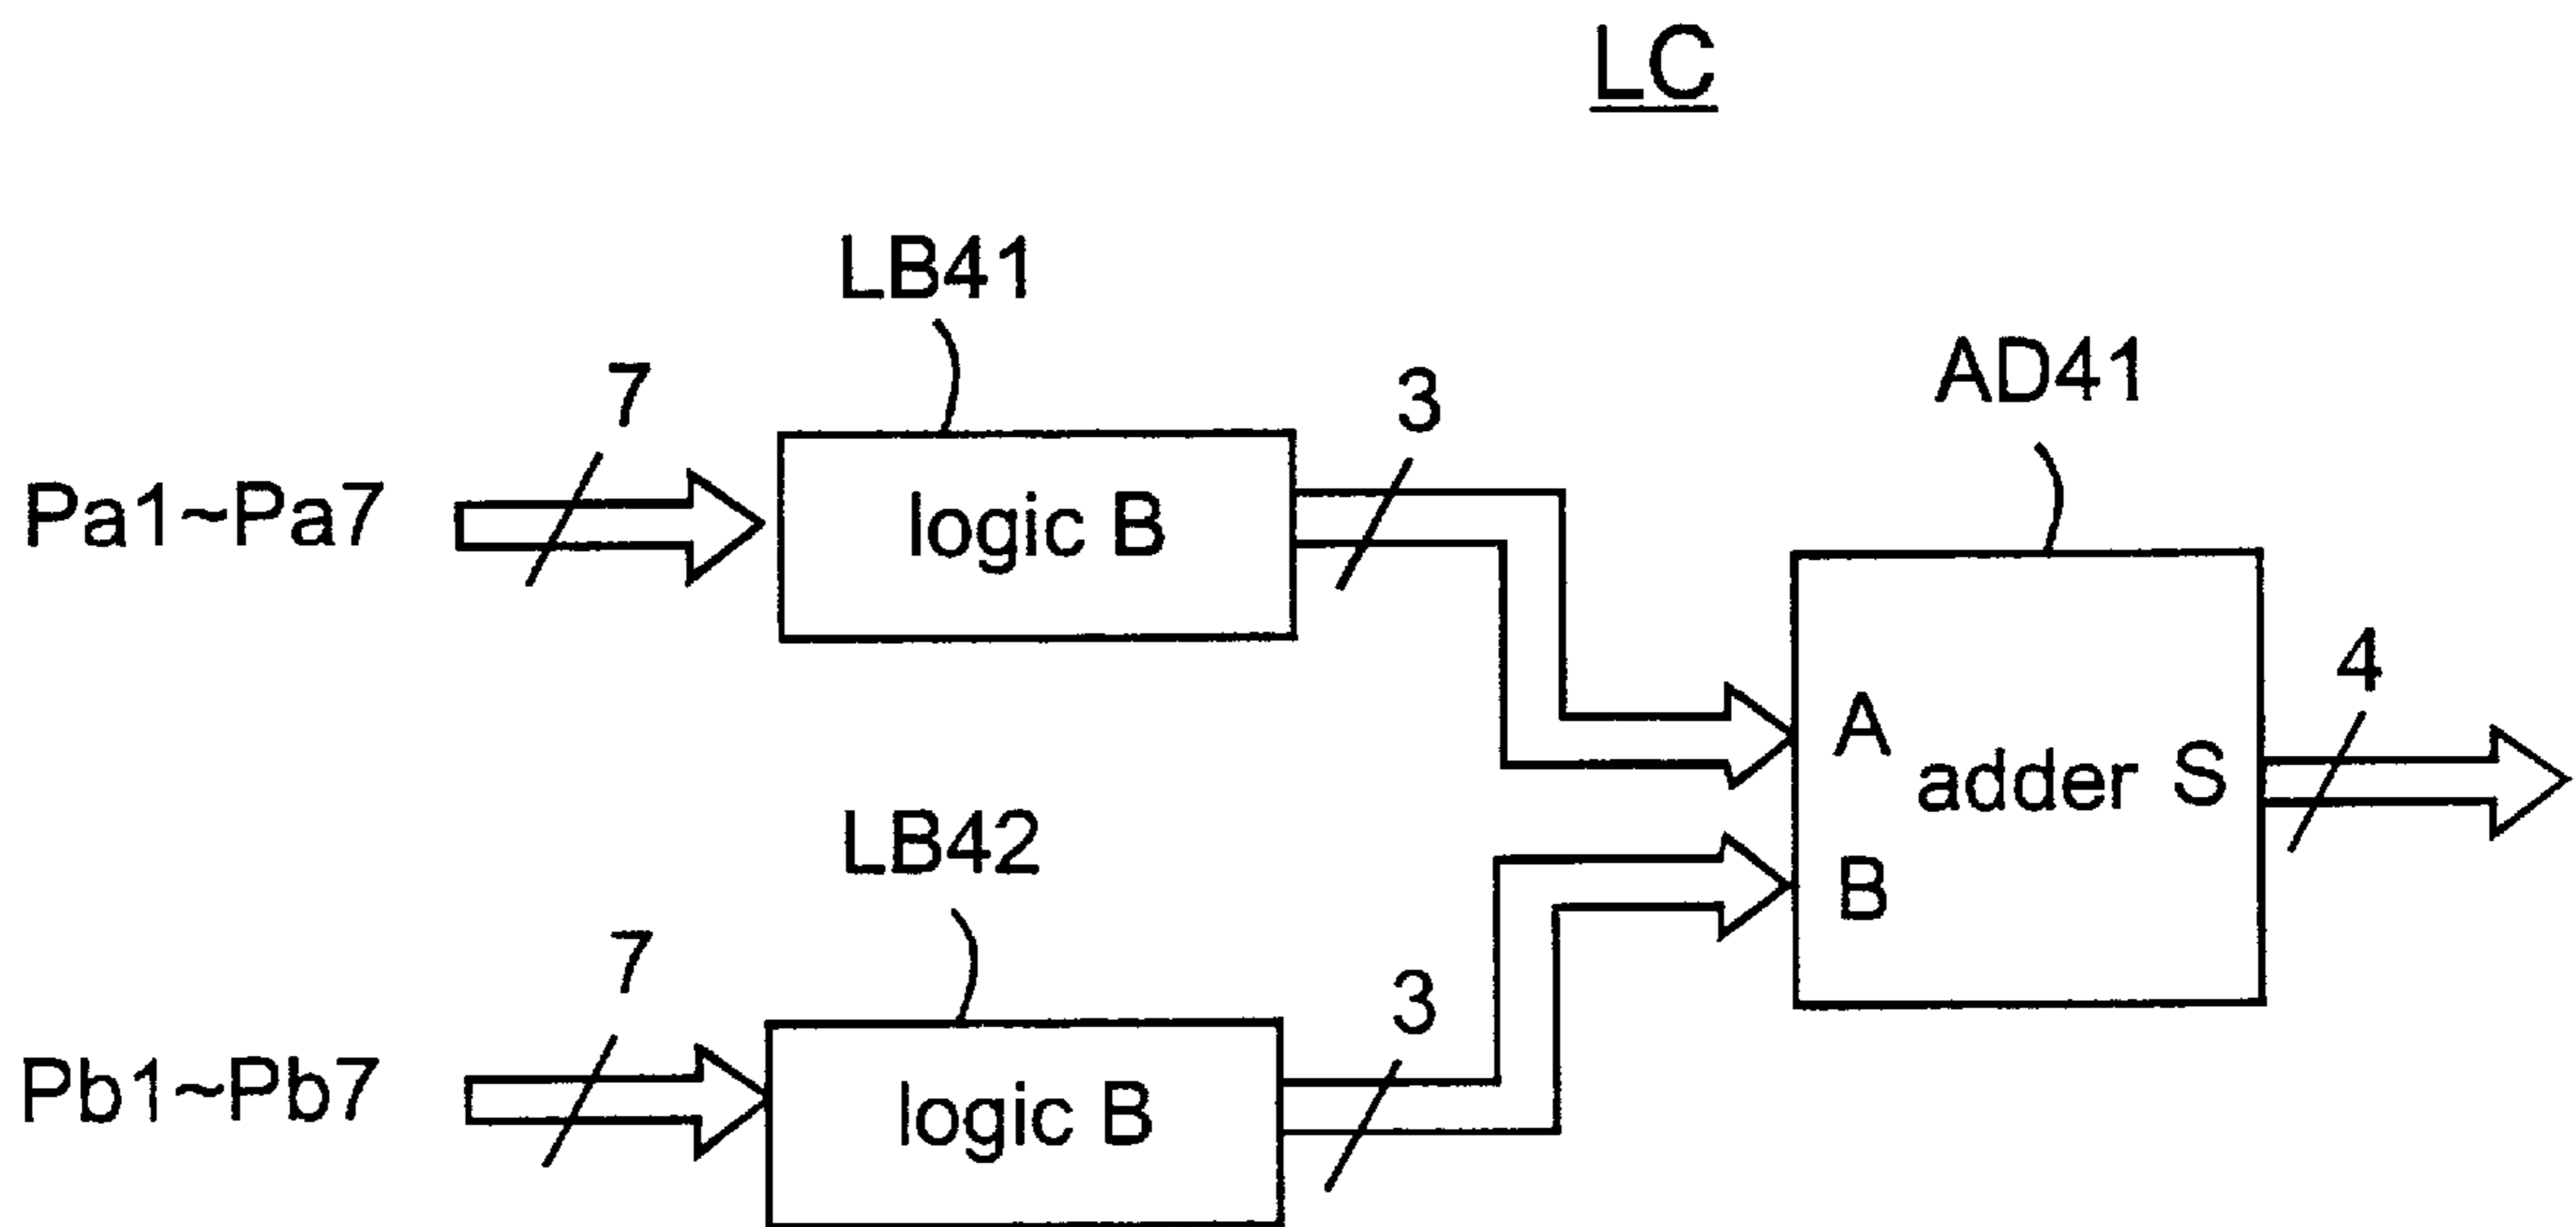 LC
LB41
7
3
AD41
Pa1~Pa7
logic B
4
A
adder S
LB42
B
7
3
Pb1~Pb7
logic B